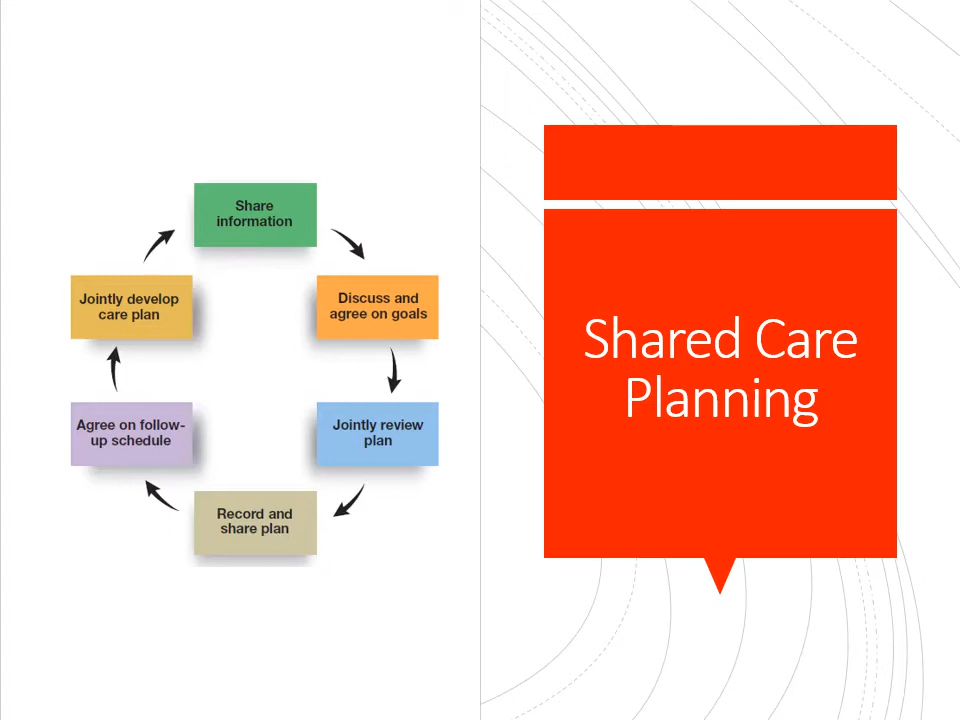 Share
information
Discuss and
agree on goals
Jointly review
plan
Record and
share plan
Agree on follow-
up schedule
Jointly develop
care plan
Shared Care
Planning